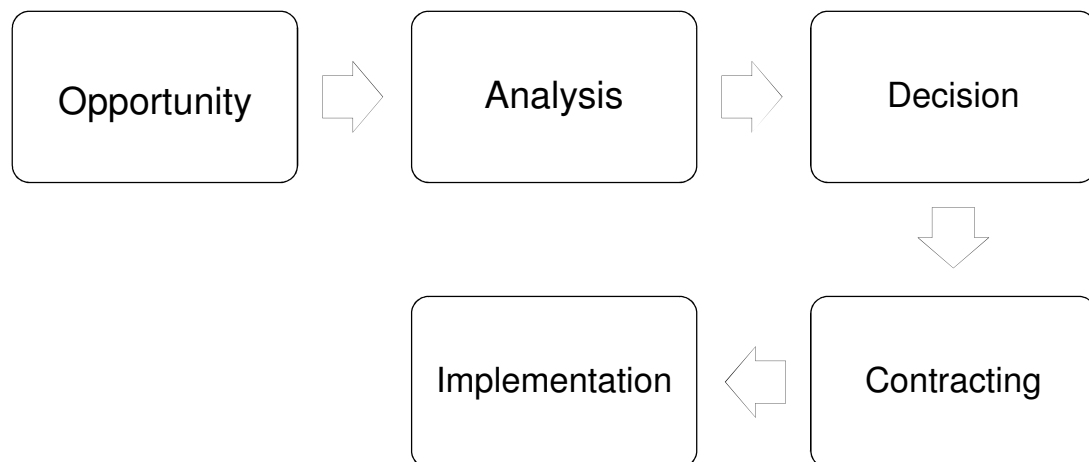 Opportunity
Analysis
Decision
Contracting
Implementation